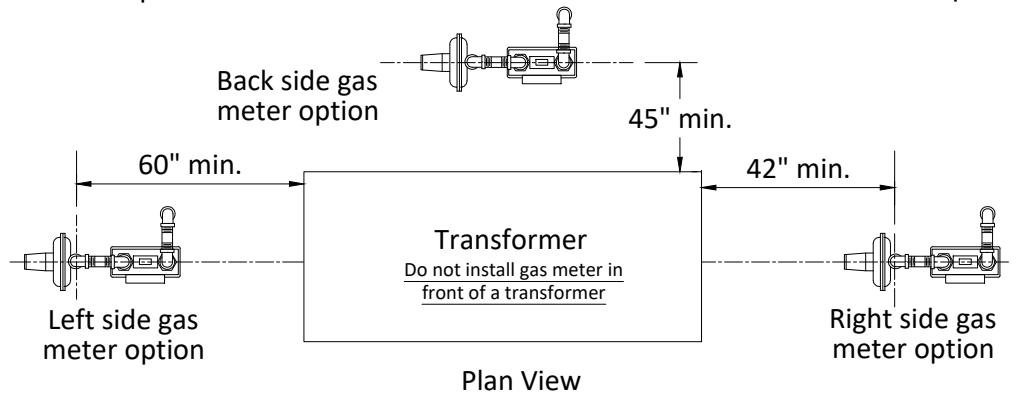 Back side gas
meter option
45" min.
60" min.
42" min.
Transformer
Do not install gas meter in
front of a transformer
Left side gas
meter option
Right side gas
meter option
Plan View